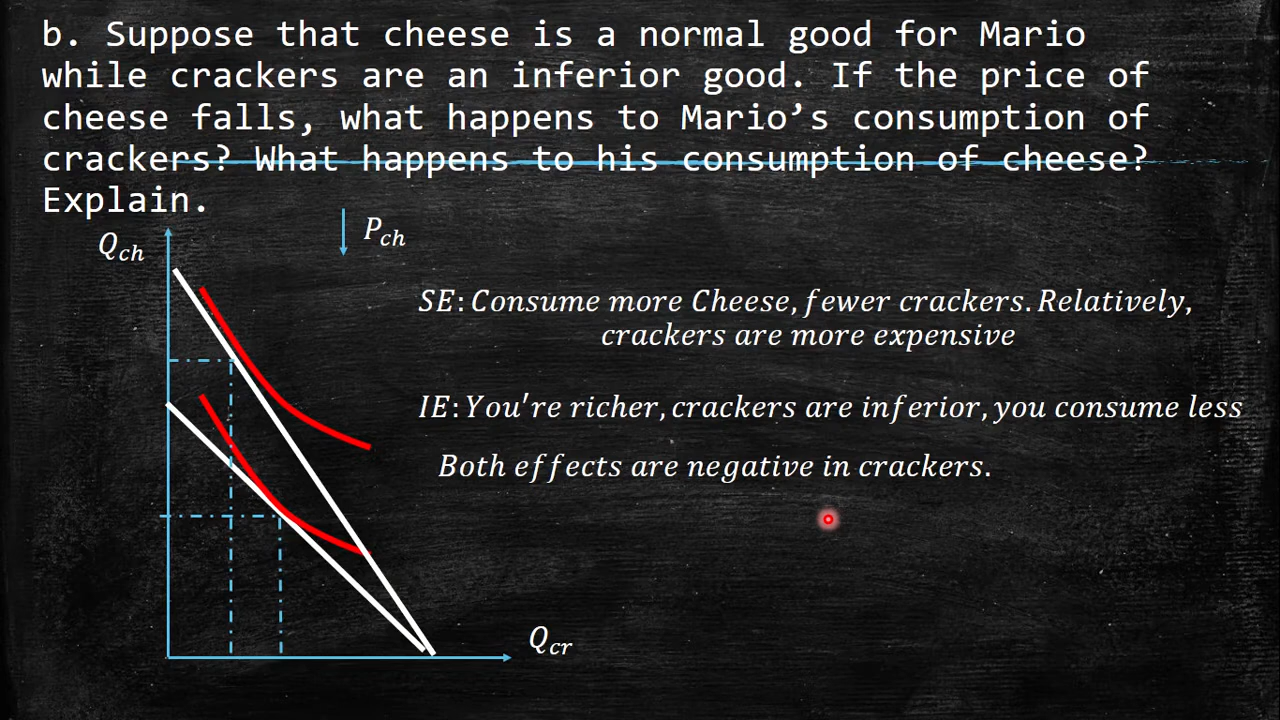 b. Suppose that cheese is a normal good for Mario
while crackers are an inferior good. If the price of
cheese falls, what happens to Mario’s consumption of
crackers? What happens to his consumption of cheese?
Explain.
P_ch
Q_ch
SE: Consume more Cheese, fewer crackers. Relatively,
crackers are more expensive
IE: You're richer, crackers are inferior, you consume less
Both effects are negative in crackers.
Q_cr